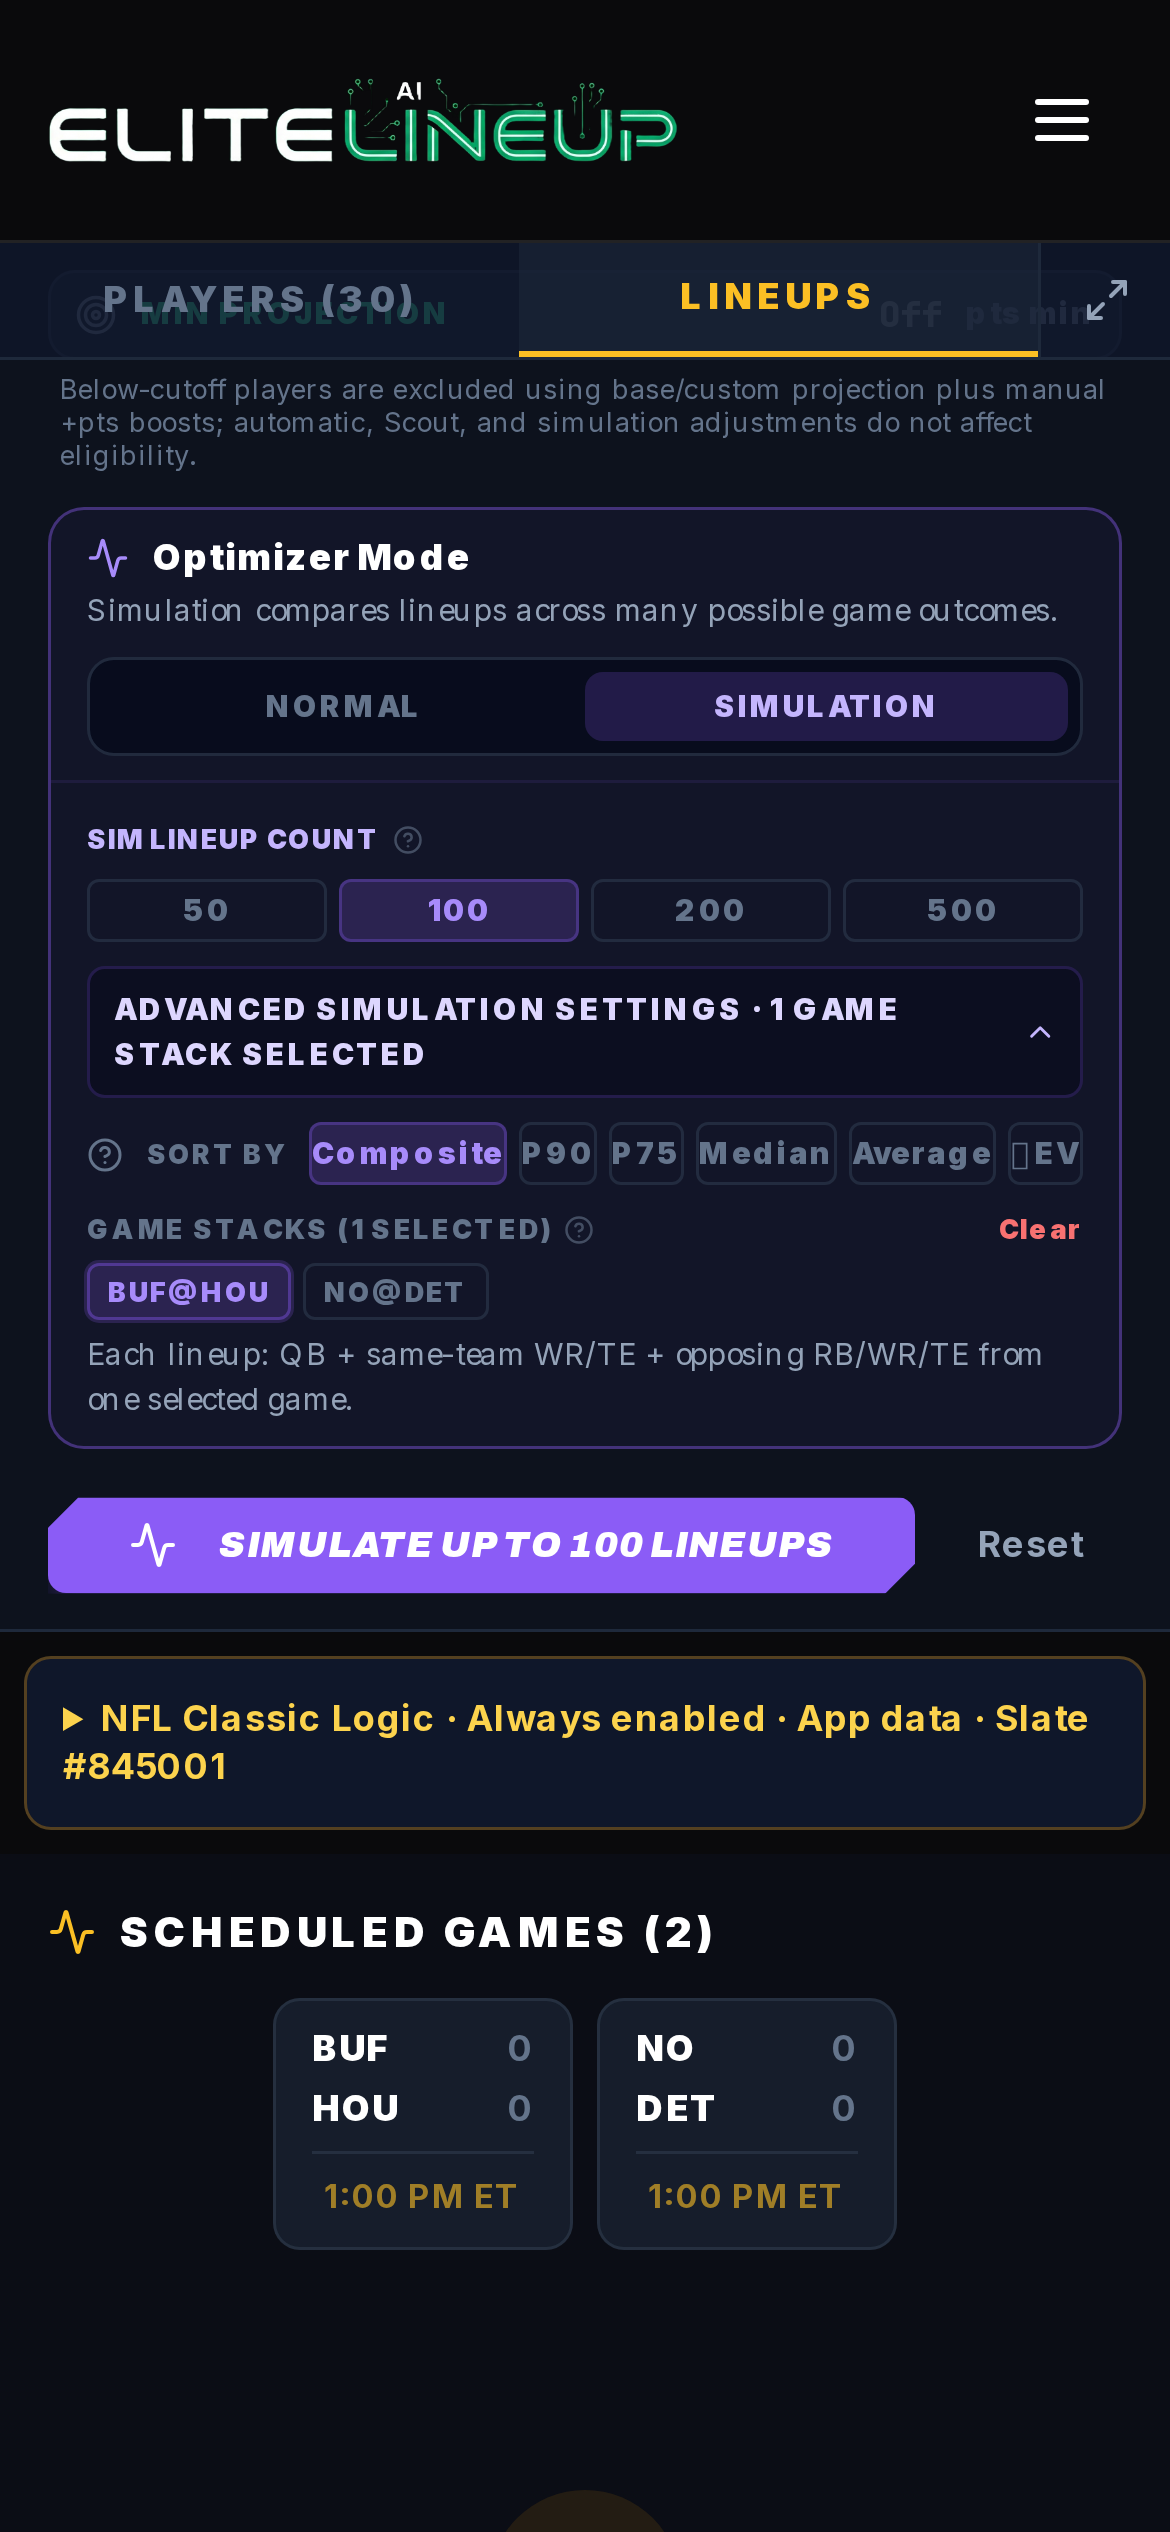 AI
ELITELINEUP
PLAYERS (30)
LINEUPS
MIN PROJECTION
Off pts min
Below-cutoff players are excluded using base/custom projection plus manual
+pts boosts; automatic, Scout, and simulation adjustments do not affect
eligibility.
Optimizer Mode
Simulation compares lineups across many possible game outcomes.
NORMAL
SIMULATION
SIM LINEUP COUNT
50 100 200 500
ADVANCED SIMULATION SETTINGS · 1 GAME
STACK SELECTED
SORT BY Composite P90 P75 Median Average EV
GAME STACKS (1 SELECTED) Clear
BUF@HOU NO@DET
Each lineup: QB + same-team WR/TE + opposing RB/WR/TE from
one selected game.
SIMULATE UP TO 100 LINEUPS Reset
▶ NFL Classic Logic · Always enabled · App data · Slate
#845001
SCHEDULED GAMES (2)
BUF 0
HOU 0
1:00 PM ET
NO 0
DET 0
1:00 PM ET